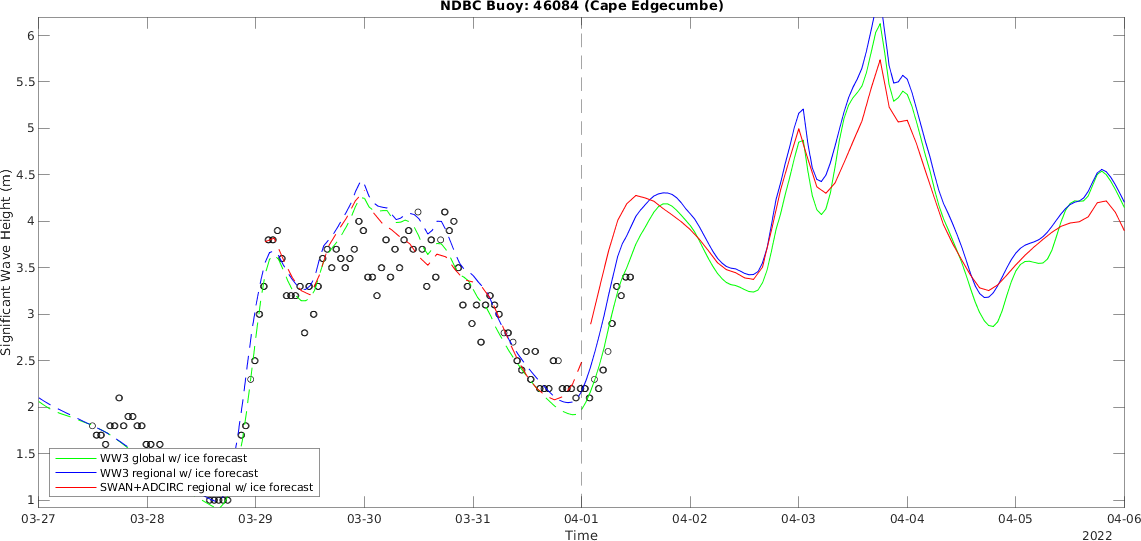 NDBC Buoy: 46084 (Cape Edgecumbe)
Significant Wave Height (m)
6
5.5
5
4.5
4
3.5
3
2.5
2
1.5
1
WW3 global w/ ice forecast
WW3 regional w/ ice forecast
SWAN+ADCIRC regional w/ ice forecast
03-27 03-28 03-29 03-30 03-31 04-01 04-02 04-03 04-04 04-05 04-06
Time
2022